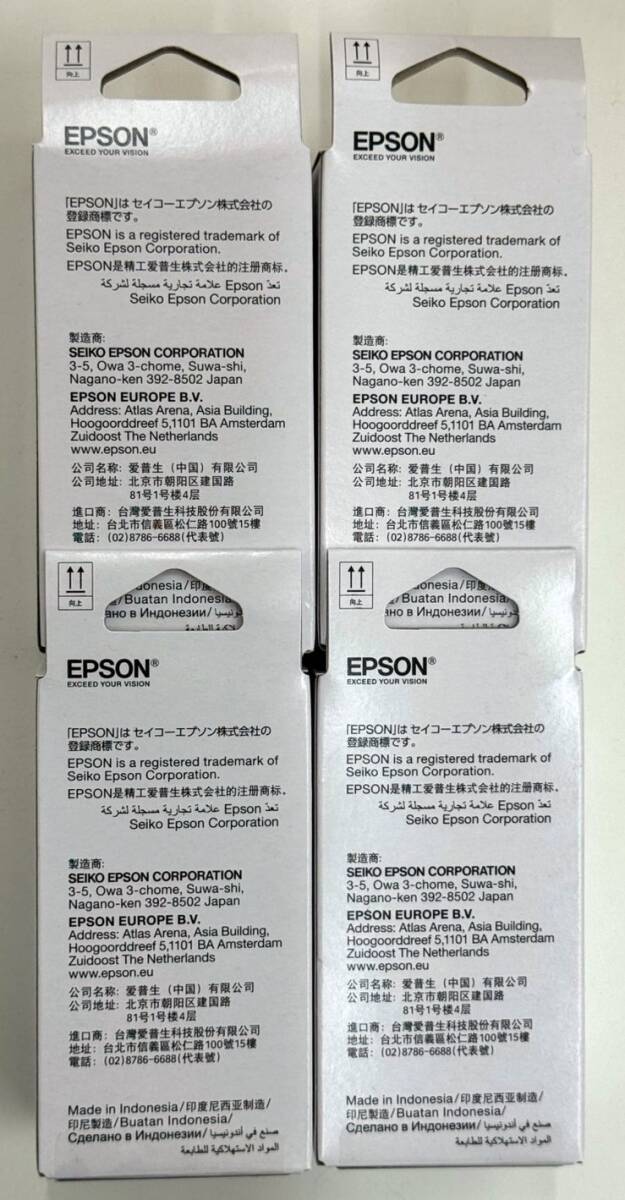 向上
EPSON®
EXCEED YOUR VISION
「EPSON」は セイコーエプソン株式会社の
登録商標です。
EPSON is a registered trademark of
Seiko Epson Corporation.
EPSON是精工爱普生株式会社的注册商标.
تعدّ Epson علامة تجارية مسجلة لشركة
Seiko Epson Corporation
製造商:
SEIKO EPSON CORPORATION
3-5, Owa 3-chome, Suwa-shi,
Nagano-ken 392-8502 Japan
EPSON EUROPE B.V.
Address: Atlas Arena, Asia Building,
Hoogoorddreef 5,1101 BA Amsterdam
Zuidoost The Netherlands
www.epson.eu
公司名称: 爱普生 (中国) 有限公司
公司地址: 北京市朝阳区建国路
81号1号楼4层
進口商: 台灣愛普生科技股份有限公司
地址: 台北市信義區松仁路100號15樓
電話: (02)8786-6688(代表號)
向上
EPSON®
EXCEED YOUR VISION
「EPSON」は セイコーエプソン株式会社の
登録商標です。
EPSON is a registered trademark of
Seiko Epson Corporation.
EPSON是精工爱普生株式会社的注册商标.
تعدّ Epson علامة تجارية مسجلة لشركة
Seiko Epson Corporation
製造商:
SEIKO EPSON CORPORATION
3-5, Owa 3-chome, Suwa-shi,
Nagano-ken 392-8502 Japan
EPSON EUROPE B.V.
Address: Atlas Arena, Asia Building,
Hoogoorddreef 5,1101 BA Amsterdam
Zuidoost The Netherlands
www.epson.eu
公司名称: 爱普生 (中国) 有限公司
公司地址: 北京市朝阳区建国路
81号1号楼4层
進口商: 台灣愛普生科技股份有限公司
地址: 台北市信義區松仁路100號15樓
電話: (02)8786-6688(代表號)
向上
onesia/印度
/Buatan Indonesia
ано в Индонезии/
EPSON®
EXCEED YOUR VISION
「EPSON」は セイコーエプソン株式会社の
登録商標です。
EPSON is a registered trademark of
Seiko Epson Corporation.
EPSON是精工爱普生株式会社的注册商标.
تعدّ Epson علامة تجارية مسجلة لشركة
Seiko Epson Corporation
製造商:
SEIKO EPSON CORPORATION
3-5, Owa 3-chome, Suwa-shi,
Nagano-ken 392-8502 Japan
EPSON EUROPE B.V.
Address: Atlas Arena, Asia Building,
Hoogoorddreef 5,1101 BA Amsterdam
Zuidoost The Netherlands
www.epson.eu
公司名称: 爱普生 (中国) 有限公司
公司地址: 北京市朝阳区建国路
81号1号楼4层
進口商: 台灣愛普生科技股份有限公司
地址: 台北市信義區松仁路100號15樓
電話: (02)8786-6688(代表號)
Made in Indonesia/印度尼西亚制造/
印尼製造/Buatan Indonesia/
Сделано в Индонезии/ صنع في أندونيسيا
المواد الاستهلاكية للطابعة
向上
onesia/印度
Buatan Indonesia
но в Индонезии/
EPSON®
EXCEED YOUR VISION
「EPSON」は セイコーエプソン株式会社の
登録商標です。
EPSON is a registered trademark of
Seiko Epson Corporation.
EPSON是精工爱普生株式会社的注册商标.
تعدّ Epson علامة تجارية مسجلة لشركة
Seiko Epson Corporation
製造商:
SEIKO EPSON CORPORATION
3-5, Owa 3-chome, Suwa-shi,
Nagano-ken 392-8502 Japan
EPSON EUROPE B.V.
Address: Atlas Arena, Asia Building,
Hoogoorddreef 5,1101 BA Amsterdam
Zuidoost The Netherlands
www.epson.eu
公司名称: 爱普生 (中国) 有限公司
公司地址: 北京市朝阳区建国路
81号1号楼4层
進口商: 台灣愛普生科技股份有限公司
地址: 台北市信義區松仁路100號15樓
電話: (02)8786-6688(代表號)
Made in Indonesia/印度尼西亚制造/
印尼製造/Buatan Indonesia/
Сделано в Индонезии/ صنع في أندونيسيا
المواد الاستهلاكية للطابعة